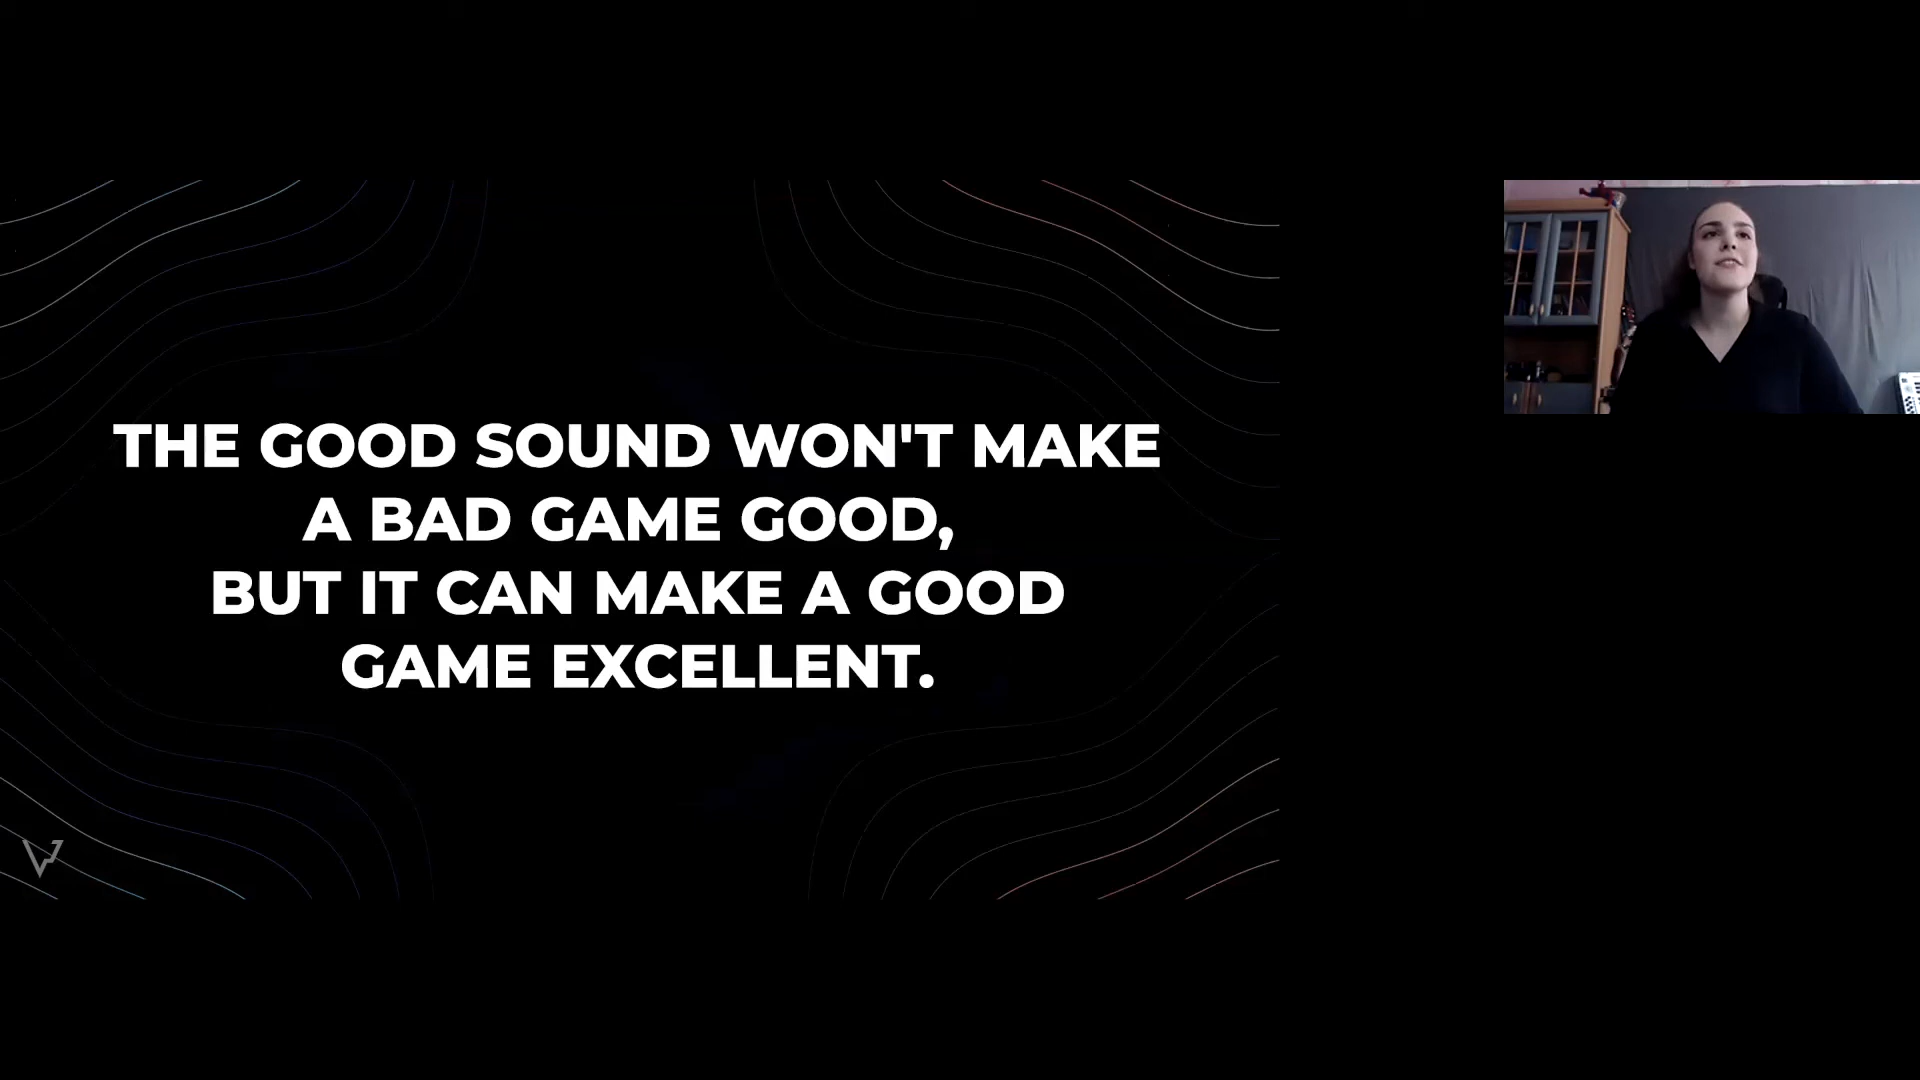 THE GOOD SOUND WON'T MAKE
A BAD GAME GOOD,
BUT IT CAN MAKE A GOOD
GAME EXCELLENT.